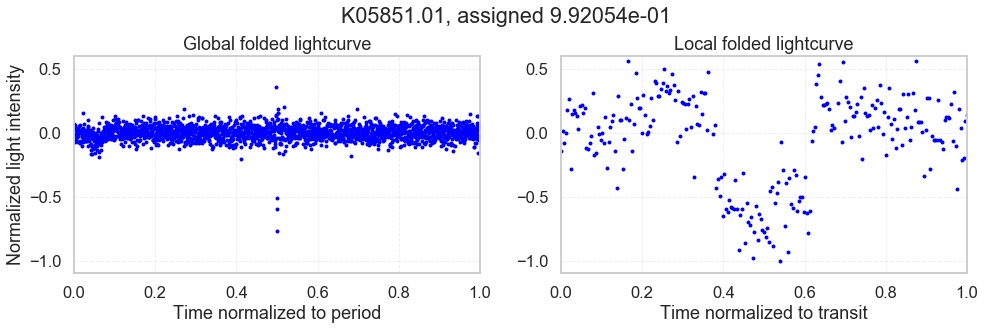 K05851.01, assigned 9.92054e-01
Global folded lightcurve
Local folded lightcurve
Normalized light intensity
0.5
0.0
−0.5
−1.0
0.0 0.2 0.4 0.6 0.8 1.0
Time normalized to period
0.5
0.0
−0.5
−1.0
0.0 0.2 0.4 0.6 0.8 1.0
Time normalized to transit